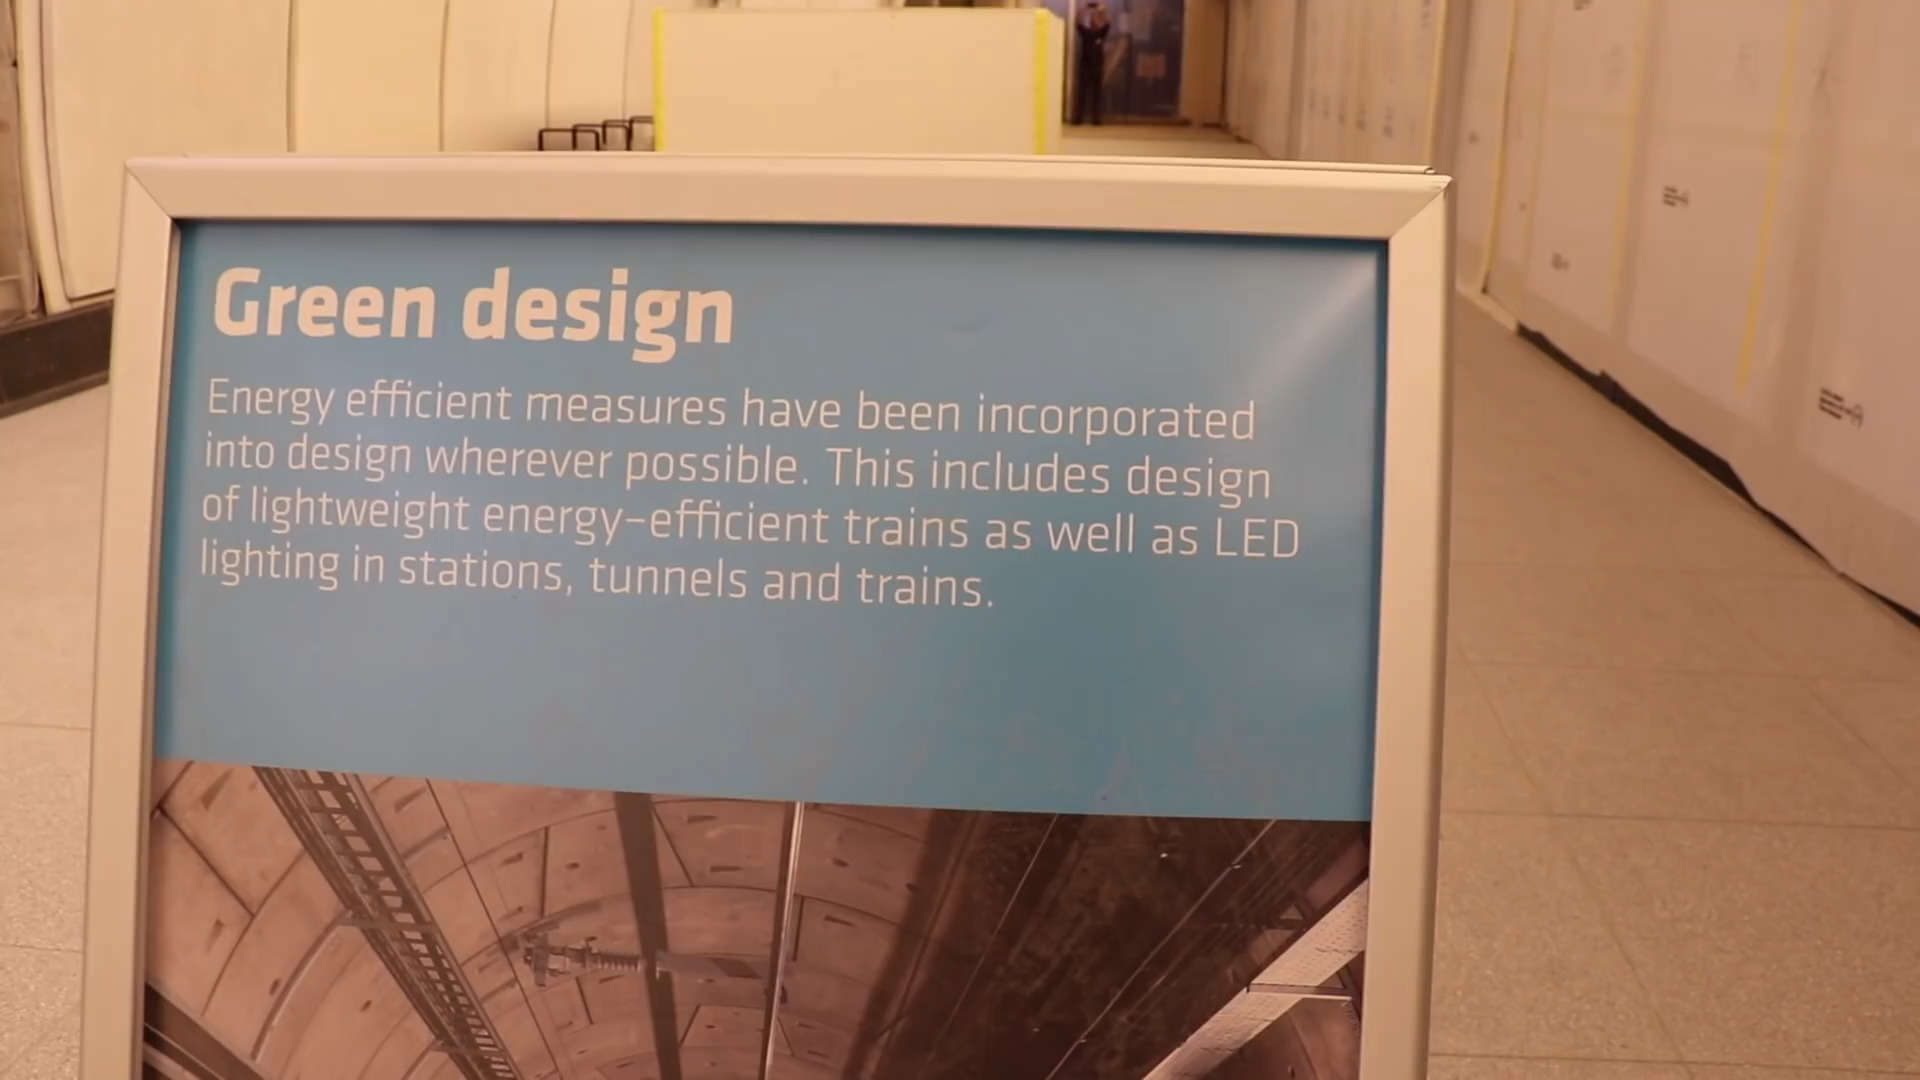 Green design
Energy efficient measures have been incorporated
into design wherever possible. This includes design
of lightweight energy-efficient trains as well as LED
lighting in stations, tunnels and trains.